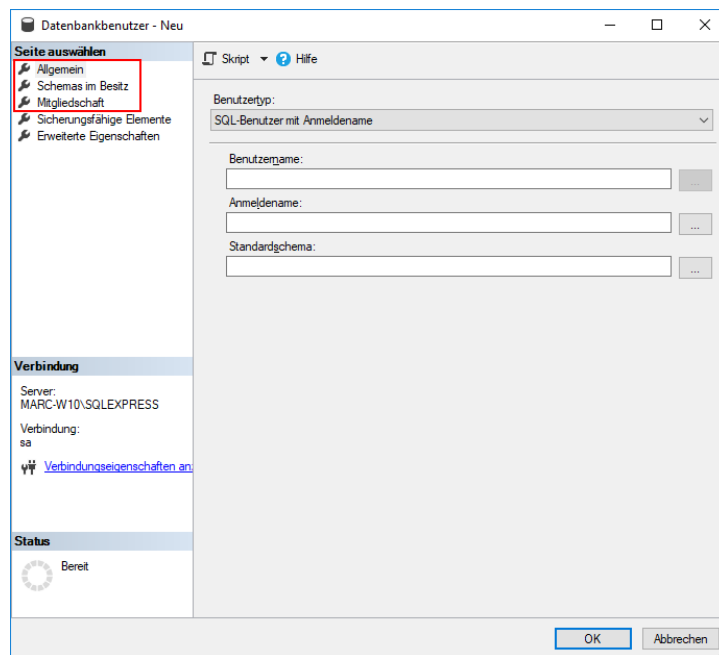 Datenbankbenutzer - Neu
Seite auswählen
Allgemein
Schemas im Besitz
Mitgliedschaft
Sicherungsfähige Elemente
Erweiterte Eigenschaften
Skript
Hilfe
Benutzertyp:
SQL-Benutzer mit Anmeldename
Benutzername:
...
Anmeldename:
...
Standardschema:
...
Verbindung
Server:
MARC-W10\SQLEXPRESS
Verbindung:
sa
Verbindungseigenschaften an
Status
Bereit
OK
Abbrechen